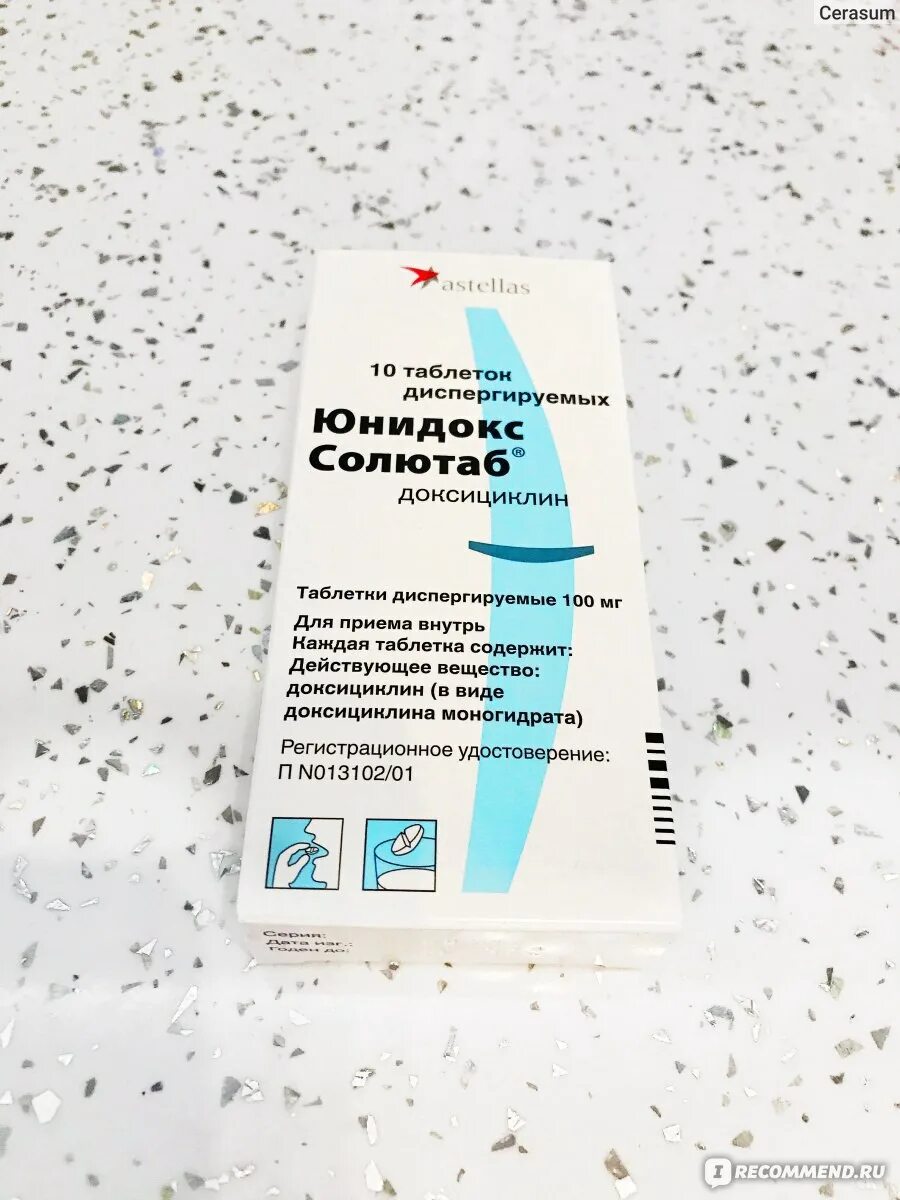 Cerasum
astellas
10 таблеток
диспергируемых
Юнидокс
Солютаб®
доксициклин
Таблетки диспергируемые 100 мг
Для приема внутрь
Каждая таблетка содержит:
Действующее вещество:
доксициклин (в виде
доксициклина моногидрата)
Регистрационное удостоверение:
П N013102/01
Серия:
Дата изг.:
Годен до:
IRECOMMEND.RU